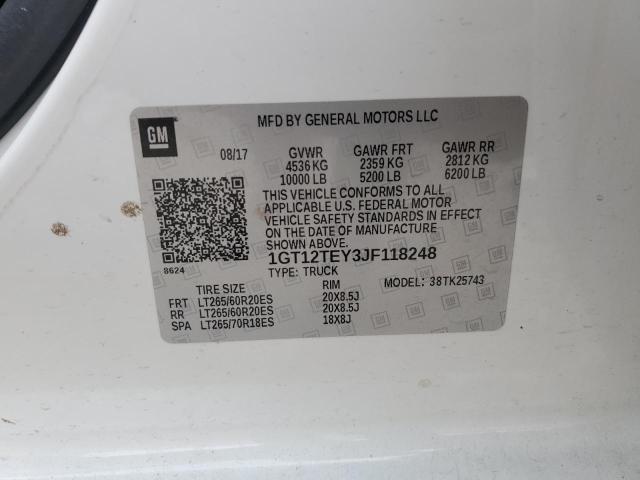 GM
MFD BY GENERAL MOTORS LLC
08/17 GVWR GAWR FRT GAWR RR
4536 KG 2359 KG 2812 KG
10000 LB 5200 LB 6200 LB
THIS VEHICLE CONFORMS TO ALL
APPLICABLE U.S. FEDERAL MOTOR
VEHICLE SAFETY STANDARDS IN EFFECT
ON THE DATE OF MANUFACTURE
SHOWN ABOVE.
8624 1GT12TEY3JF118248
TYPE: TRUCK MODEL: 38TK25743
TIRE SIZE RIM
FRT LT265/60R20ES 20X8.5J
RR LT265/60R20ES 20X8.5J
SPA LT265/70R18ES 18X8J